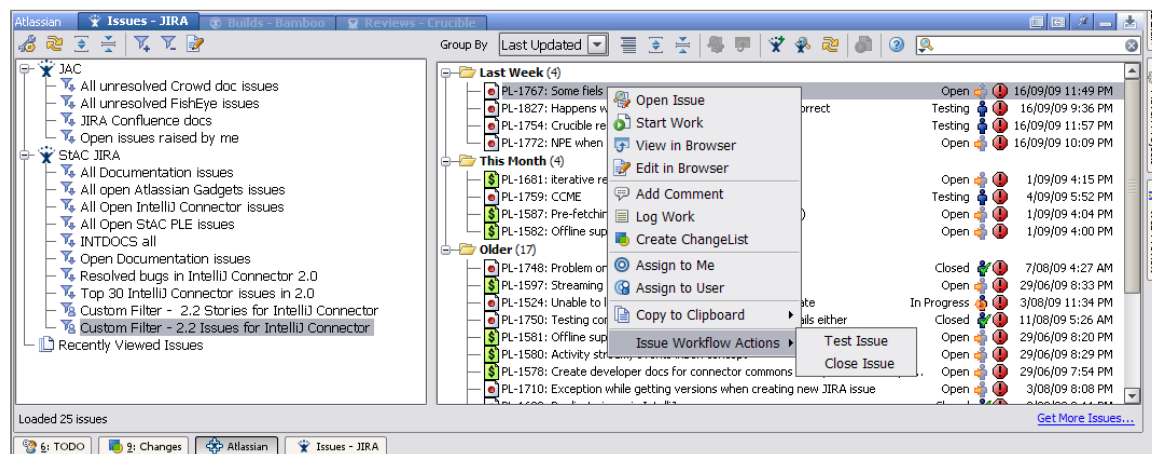 Atlassian Issues - JIRA Builds - Bamboo Reviews - Crucible
Group By Last Updated
JAC
All unresolved Crowd doc issues
All unresolved FishEye issues
JIRA Confluence docs
Open issues raised by me
StAC JIRA
All Documentation issues
All open Atlassian Gadgets issues
All Open IntelliJ Connector issues
All Open StAC PLE issues
INTDOCS all
Open Documentation issues
Resolved bugs in IntelliJ Connector 2.0
Top 30 IntelliJ Connector issues in 2.0
Custom Filter - 2.2 Stories for IntelliJ Connector
Custom Filter - 2.2 Issues for IntelliJ Connector
Recently Viewed Issues
Last Week (4)
PL-1767: Some fiels Open 16/09/09 11:49 PM
PL-1827: Happens w orrect Testing 16/09/09 9:36 PM
PL-1754: Crucible re Testing 16/09/09 11:57 PM
PL-1772: NPE when Open 16/09/09 10:09 PM
This Month (4)
PL-1681: iterative re Open 1/09/09 4:15 PM
PL-1759: CCME Testing 4/09/09 5:52 PM
PL-1587: Pre-fetchin ) Open 1/09/09 4:04 PM
PL-1582: Offline sup Open 1/09/09 4:00 PM
Older (17)
PL-1748: Problem or Closed 7/08/09 4:27 AM
PL-1597: Streaming Open 29/06/09 8:33 PM
PL-1524: Unable to l ate In Progress 3/08/09 11:34 PM
PL-1750: Testing cor ails either Closed 11/08/09 5:26 AM
PL-1581: Offline sup Open 29/06/09 8:20 PM
PL-1580: Activity Open 29/06/09 8:29 PM
PL-1578: Create developer docs for connector commons Open 29/06/09 7:54 PM
PL-1710: Exception while getting versions when creating new JIRA issue Open 3/08/09 8:08 PM
Open Issue
Start Work
View in Browser
Edit in Browser
Add Comment
Log Work
Create ChangeList
Assign to Me
Assign to User
Copy to Clipboard
Issue Workflow Actions
Test Issue
Close Issue
Loaded 25 issues Get More Issues...
6: TODO 9: Changes Atlassian Issues - JIRA